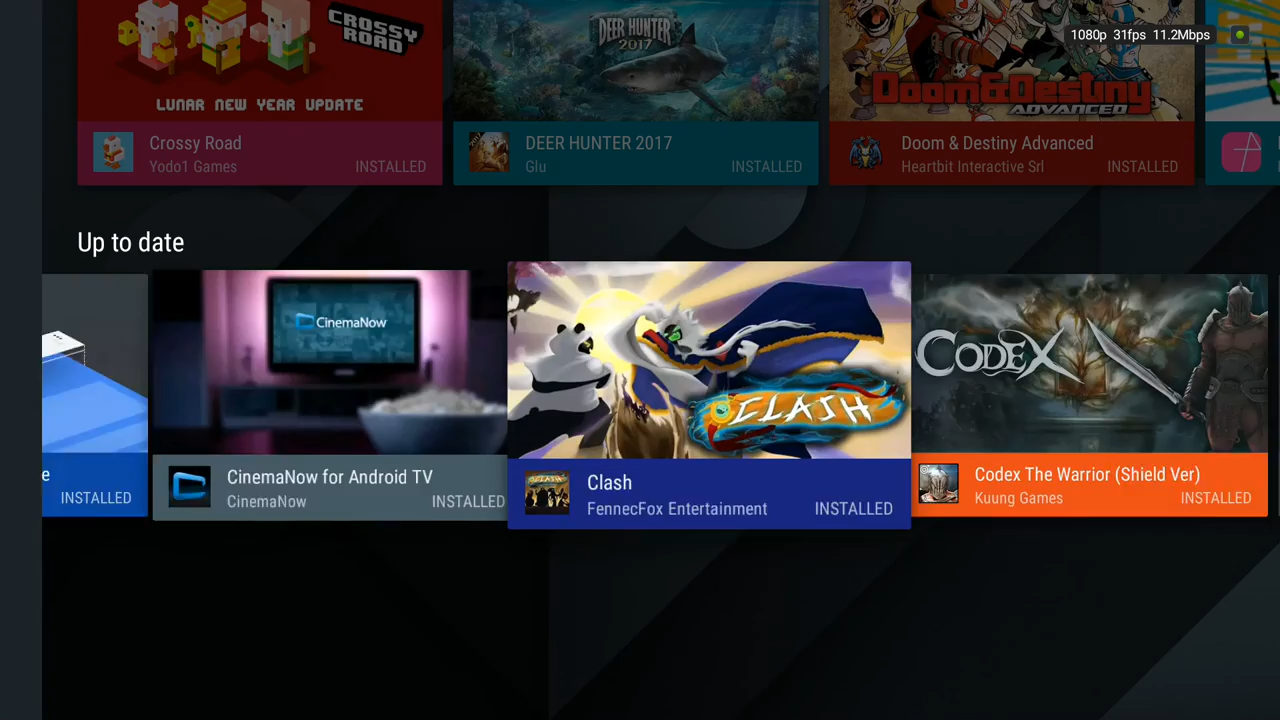 CROSSY
ROAD
LUNAR NEW YEAR UPDATE
Crossy Road
Yodo1 Games
INSTALLED
DEER HUNTER
2017
DEER HUNTER 2017
Glu
INSTALLED
Doom&Destiny
ADVANCED
Doom & Destiny Advanced
Heartbit Interactive Srl
INSTALLED
1080p 31fps 11.2Mbps
Up to date
e
INSTALLED
CinemaNow
CinemaNow for Android TV
CinemaNow
INSTALLED
CLASH
Clash
FennecFox Entertainment
INSTALLED
CODEX
Codex The Warrior (Shield Ver)
Kuung Games
INSTALLED